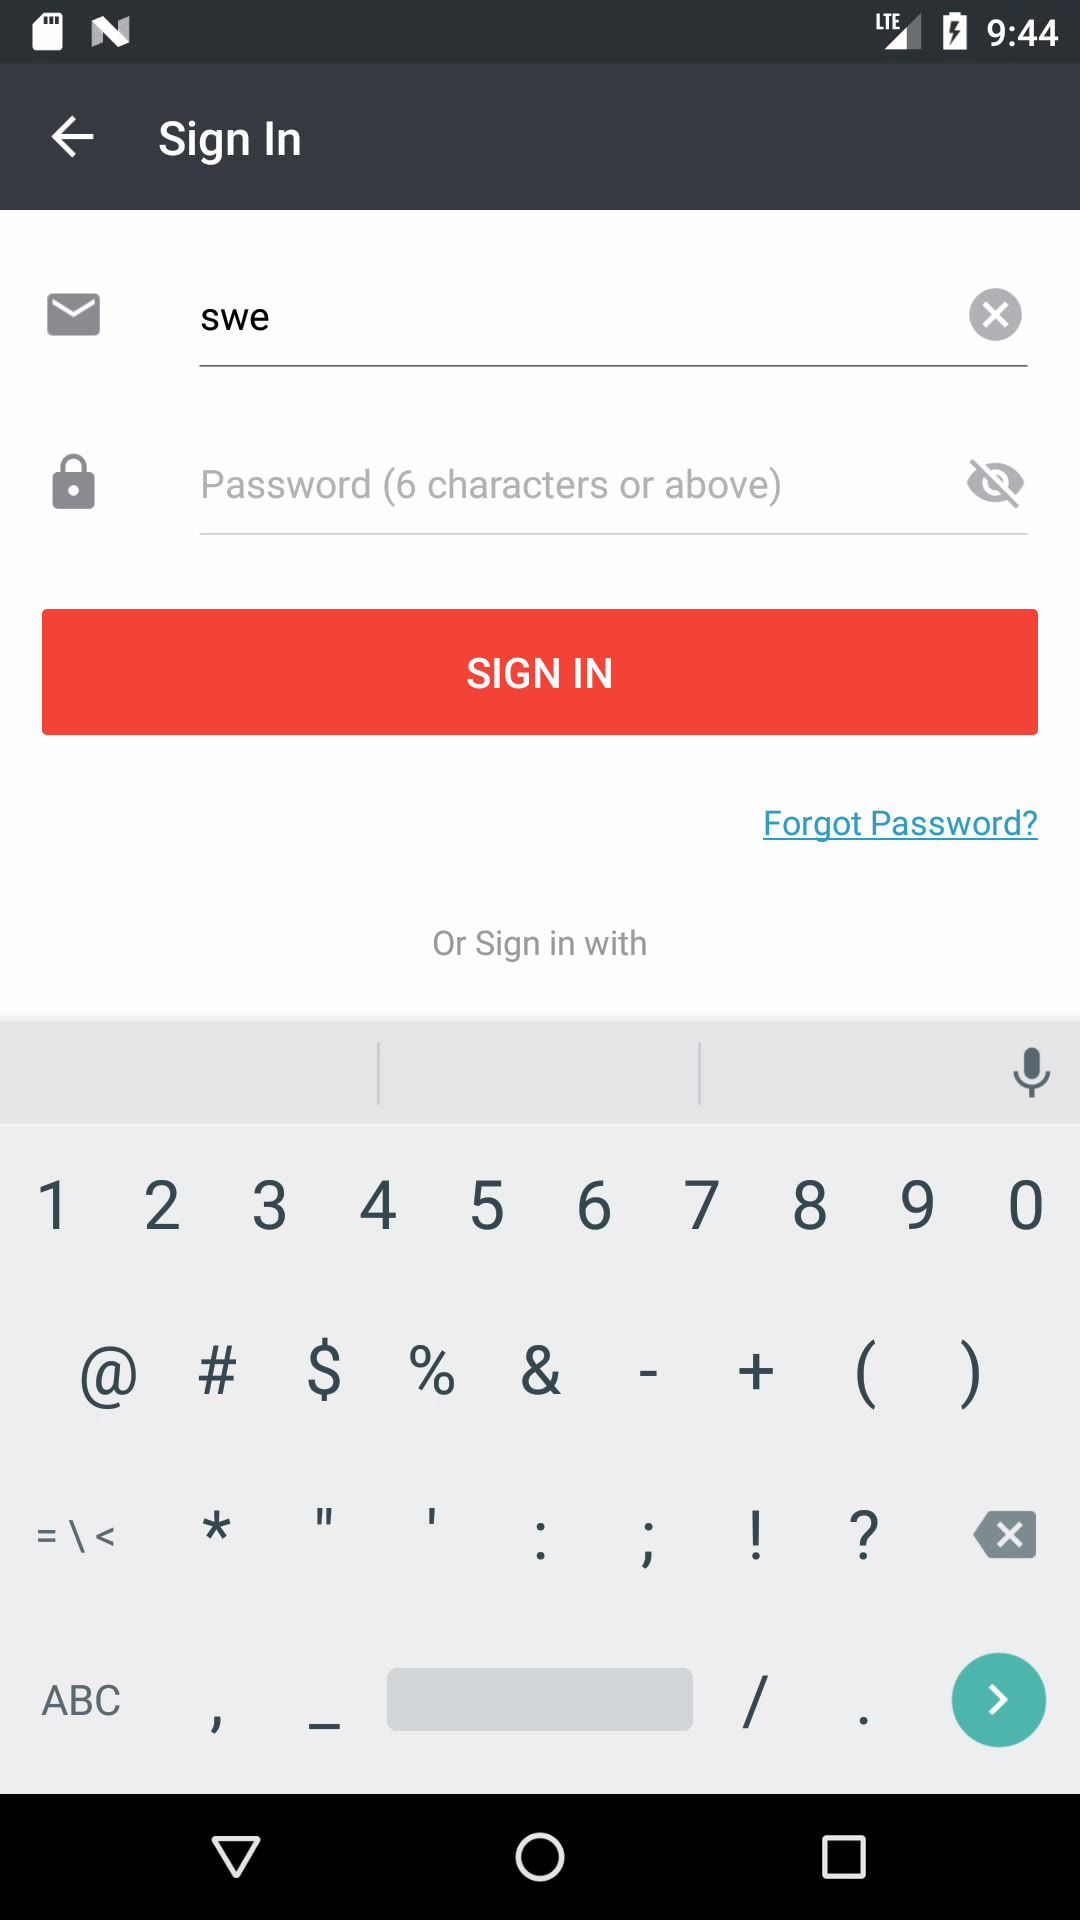 LTE 9:44
Sign In
swe
Password (6 characters or above)
SIGN IN
Forgot Password?
Or Sign in with
1 2 3 4 5 6 7 8 9 0
@ # $ % & - + ( )
= \ < * " ' : ; ! ?
ABC , _ / .